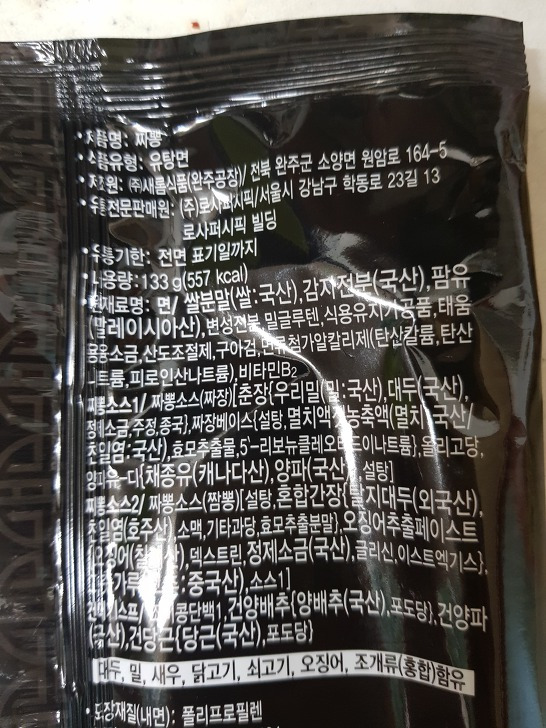 •제품명: 짜뽕
•식품유형: 유탕면
(주)새롬식품(완주공장)/ 전북 완주군 소양면 원암로 164-5
•유통전문판매원: (주)로사퍼시픽/서울시 강남구 학동로 23길 13
로사퍼시픽 빌딩
•유통기한: 전면 표기일까지
•내용량: 133 g(557 kcal)
•원재료명: 면/ 쌀분말(쌀:국산), 감자전분(국산), 팜유
(말레이시아산), 변성전분, 밀글루텐, 식용유지가공품, 태움
용융소금, 산도조절제, 구아검, 면류첨가알칼리제(탄산칼륨, 탄산
나트륨, 피로인산나트륨), 비타민B2
짜뽕소스1/ 짜뽕소스(짜장)[춘장{우리밀(밀:국산), 대두(국산),
정제소금, 주정, 종국}, 짜장베이스{설탕, 멸치액젓농축액(멸치:국산/
천일염:국산), 효모추출물, 5'-리보뉴클레오티드이나트륨}, 올리고당,
양파유-대{채종유(캐나다산), 양파(국산)}, 설탕]
짜뽕소스2/ 짜뽕소스(짬뽕)[설탕, 혼합간장{탈지대두(외국산),
천일염(호주산), 소맥, 기타과당, 효모추출분말}, 오징어추출페이스트
{오징어(칠레산), 덱스트린, 정제소금(국산), 글리신, 이스트엑기스},
중국산), 소스1]
건더기스프/ 콩단백1, 건양배추{양배추(국산), 포도당}, 건양파
(국산), 건당근{당근(국산), 포도당}
대두, 밀, 새우, 닭고기, 쇠고기, 오징어, 조개류(홍합)함유
•포장재질(내면): 폴리프로필렌